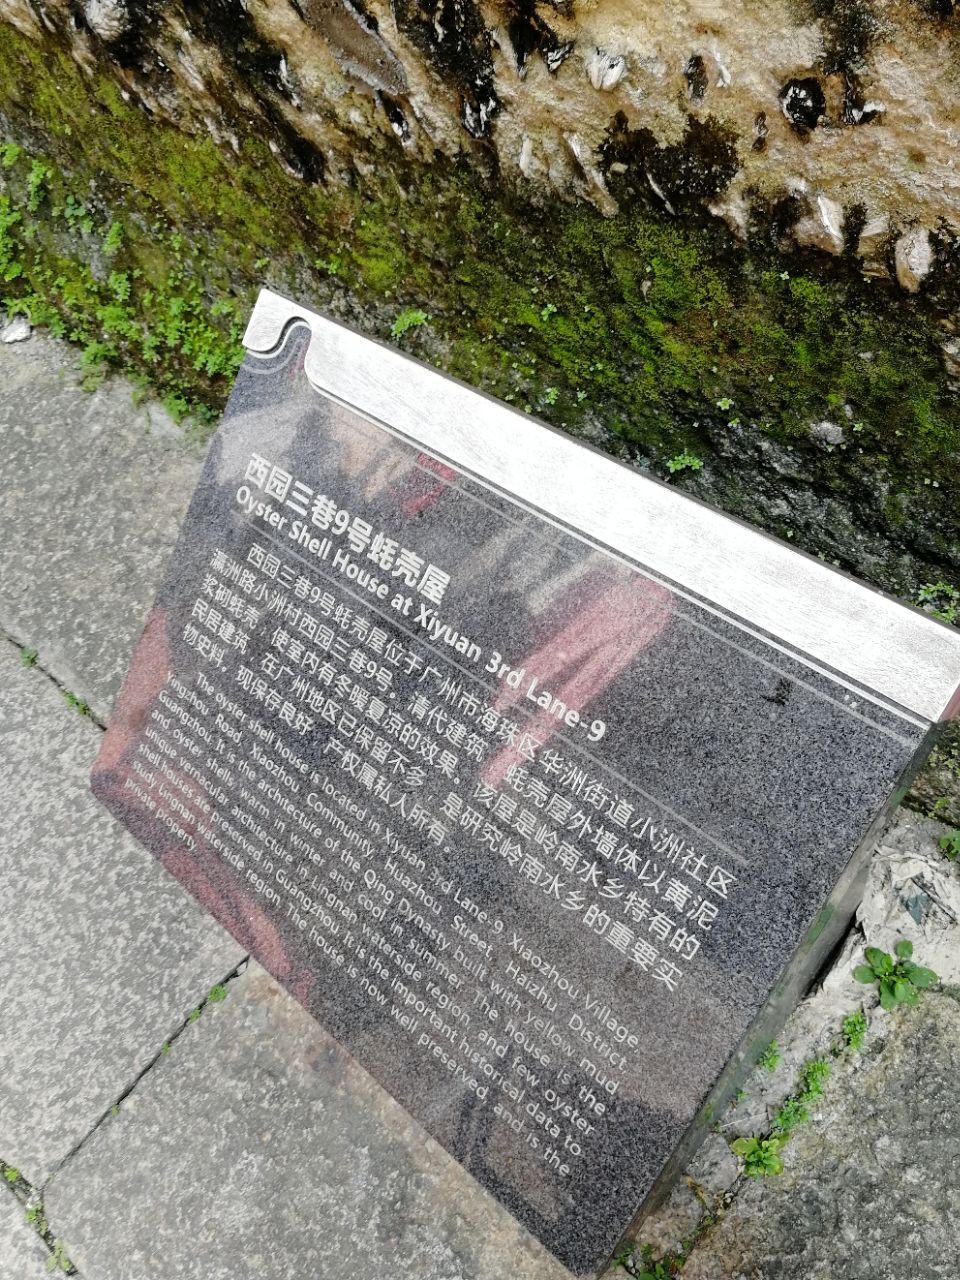 西园三巷9号蚝壳屋
Oyster Shell House at Xiyuan 3rd Lane-9
西园三巷9号蚝壳屋位于广州市海珠区华洲街道小洲社区
瀛洲路小洲村西园三巷9号。清代建筑，蚝壳屋外墙体以黄泥
浆砌蚝壳，使室内有冬暖夏凉的效果。该屋是岭南水乡特有的
民居建筑，在广州地区已保留不多，是研究岭南水乡的重要实
物史料。现保存良好，产权属私人所有。
The oyster shell house is located in Xiyuan 3rd Lane-9, Xiaozhou Village,
Yingzhou Road, Xiaozhou Community, Huazhou Street, Haizhu District,
Guangzhou. It is the architecture of the Qing Dynasty built with yellow mud
and oyster shells, warm in winter and cool in summer. The house is the
unique vernacular architecture in Lingnan waterside region, and few oyster
shell houses are preserved in Guangzhou. It is the important historical data to
study Lingnan waterside region. The house is now well preserved, and is the
private property.